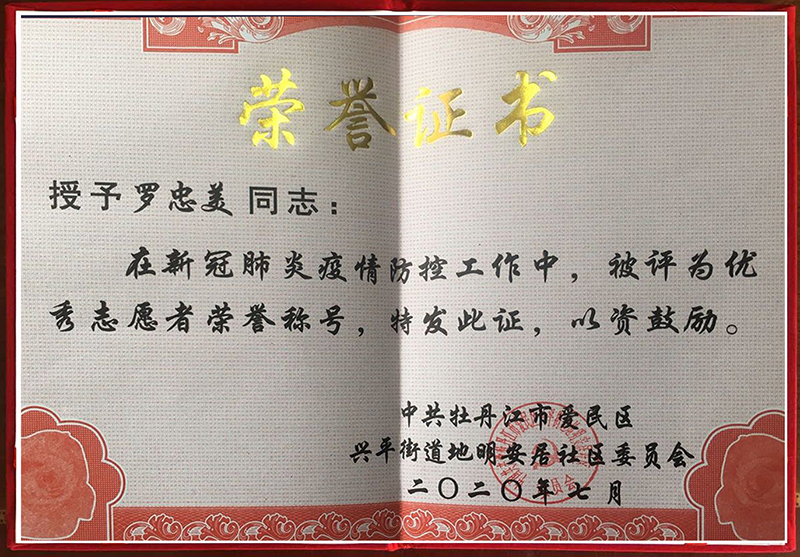 荣誉证书
授予罗忠美同志：
在新冠肺炎疫情防控工作中，被评为优
秀志愿者荣誉称号，特发此证，以资鼓励。
中共牡丹江市爱民区
兴平街道地明安居社区委员会
二〇二〇年七月